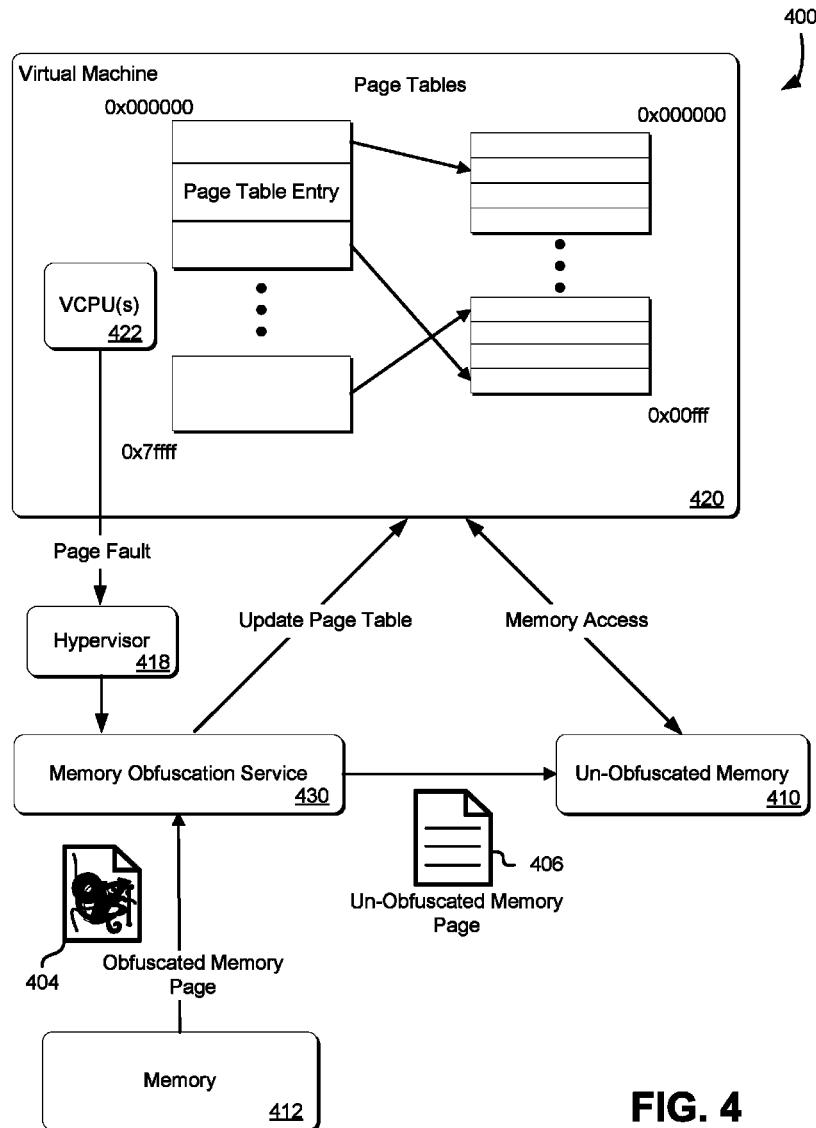 400
Virtual Machine
Page Tables
0x000000
0x000000
Page Table Entry
VCPU(s)
422
0x00fff
0x7ffff
420
Page Fault
Update Page Table
Memory Access
Hypervisor
418
Memory Obfuscation Service
430
Un-Obfuscated Memory
410
406
Un-Obfuscated Memory
Page
404
Obfuscated Memory
Page
Memory
412
FIG. 4